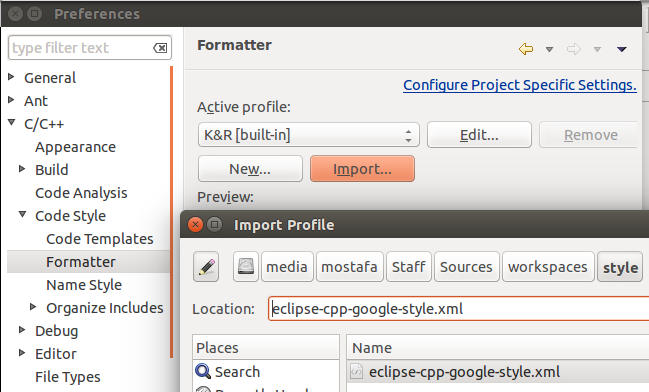 Preferences
type filter text
General
Ant
C/C++
Appearance
Build
Code Analysis
Code Style
Code Templates
Formatter
Name Style
Organize Includes
Debug
Editor
File Types
Formatter
Configure Project Specific Settings.
Active profile:
K&R [built-in]
Edit...
Remove
New...
Import...
Preview:
Import Profile
media
mostafa
Staff
Sources
workspaces
style
Location:
eclipse-cpp-google-style.xml
Places
Search
Name
eclipse-cpp-google-style.xml